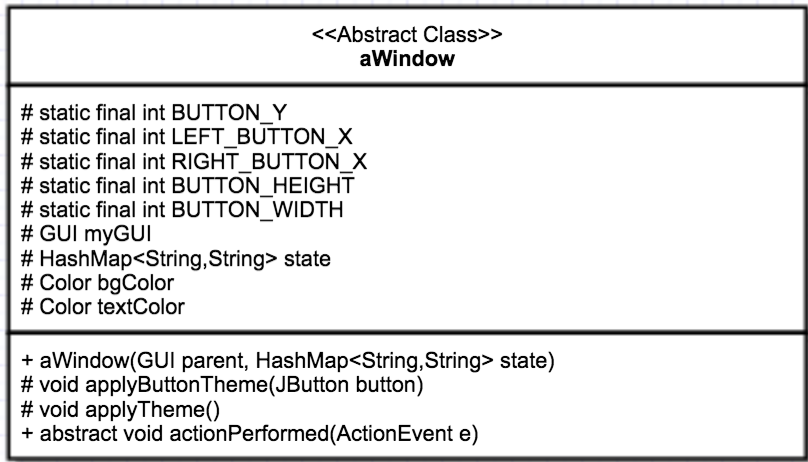 <<Abstract Class>>
aWindow
# static final int BUTTON_Y
# static final int LEFT_BUTTON_X
# static final int RIGHT_BUTTON_X
# static final int BUTTON_HEIGHT
# static final int BUTTON_WIDTH
# GUI myGUI
# HashMap<String,String> state
# Color bgColor
# Color textColor
+ aWindow(GUI parent, HashMap<String,String> state)
# void applyButtonTheme(JButton button)
# void applyTheme()
+ abstract void actionPerformed(ActionEvent e)